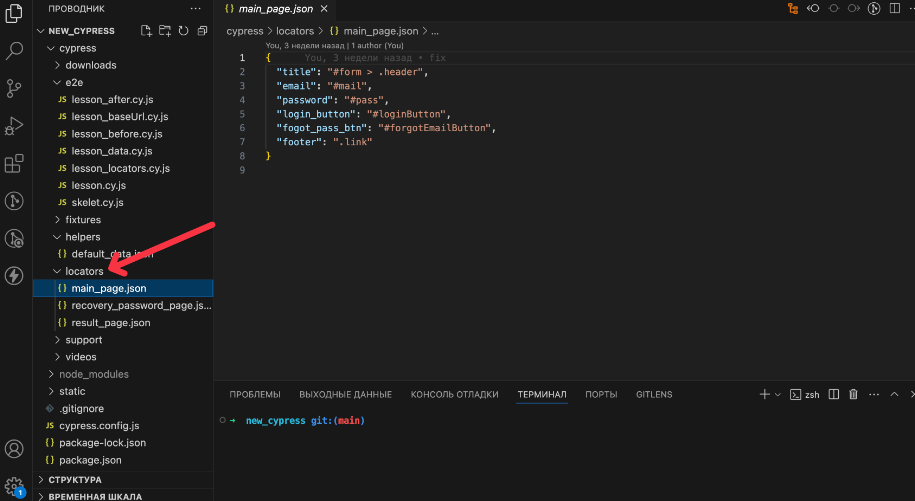 ПРОВОДНИК
NEW_CYPRESS
cypress
downloads
e2e
JS lesson_after.cy.js
JS lesson_baseUrl.cy.js
JS lesson_before.cy.js
JS lesson_data.cy.js
JS lesson_locators.cy.js
JS lesson.cy.js
JS skelet.cy.js
fixtures
helpers
{} default_data.json
locators
{} main_page.json
{} recovery_password_page.js...
{} result_page.json
support
videos
node_modules
static
.gitignore
JS cypress.config.js
{} package-lock.json
{} package.json
СТРУКТУРА
ВРЕМЕННАЯ ШКАЛА
1
{} main_page.json
cypress > locators > {} main_page.json > ...
You, 3 недели назад | 1 author (You)
1 { You, 3 недели назад • fix
2 "title": "#form > .header",
3 "email": "#mail",
4 "password": "#pass",
5 "login_button": "#loginButton",
6 "fogot_pass_btn": "#forgotEmailButton",
7 "footer": ".link"
8 }
9
ПРОБЛЕМЫ ВЫХОДНЫЕ ДАННЫЕ КОНСОЛЬ ОТЛАДКИ ТЕРМИНАЛ ПОРТЫ GITLENS zsh
new_cypress git:(main)